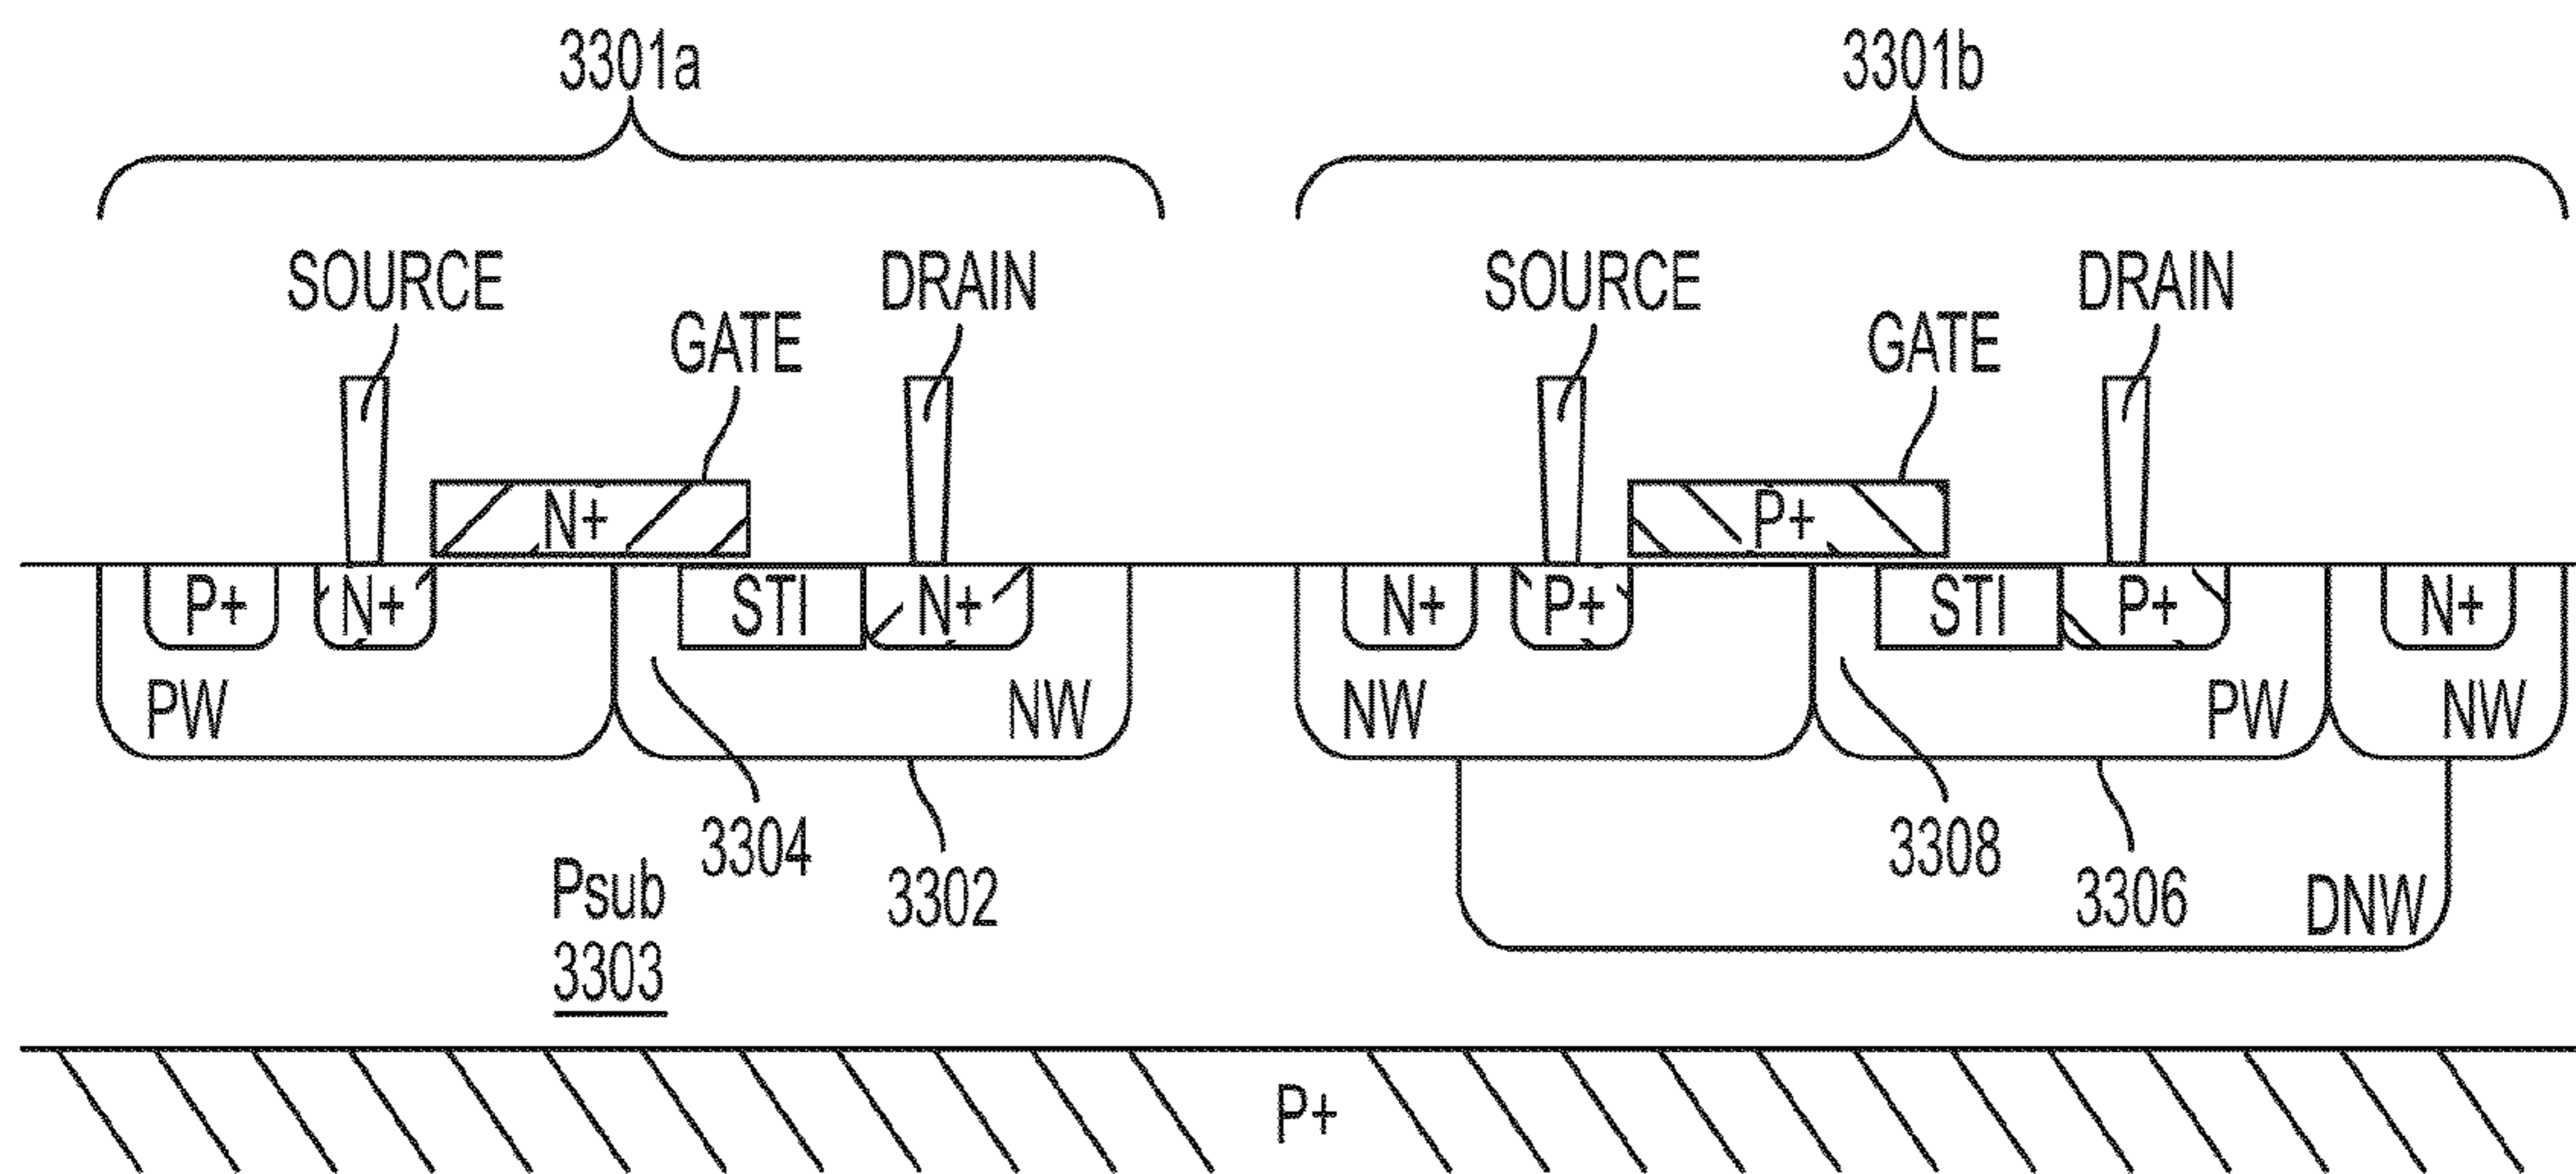 3301a
3301b
SOURCE
DRAIN
SOURCE
DRAIN
GATE
GATE
N+
P+
P+
N+
STI
N+
N+
P+
STI
P+
N+
PW
NW
NW
PW
NW
3304
3308
Psub
3302
3306
DNW
3303
P+